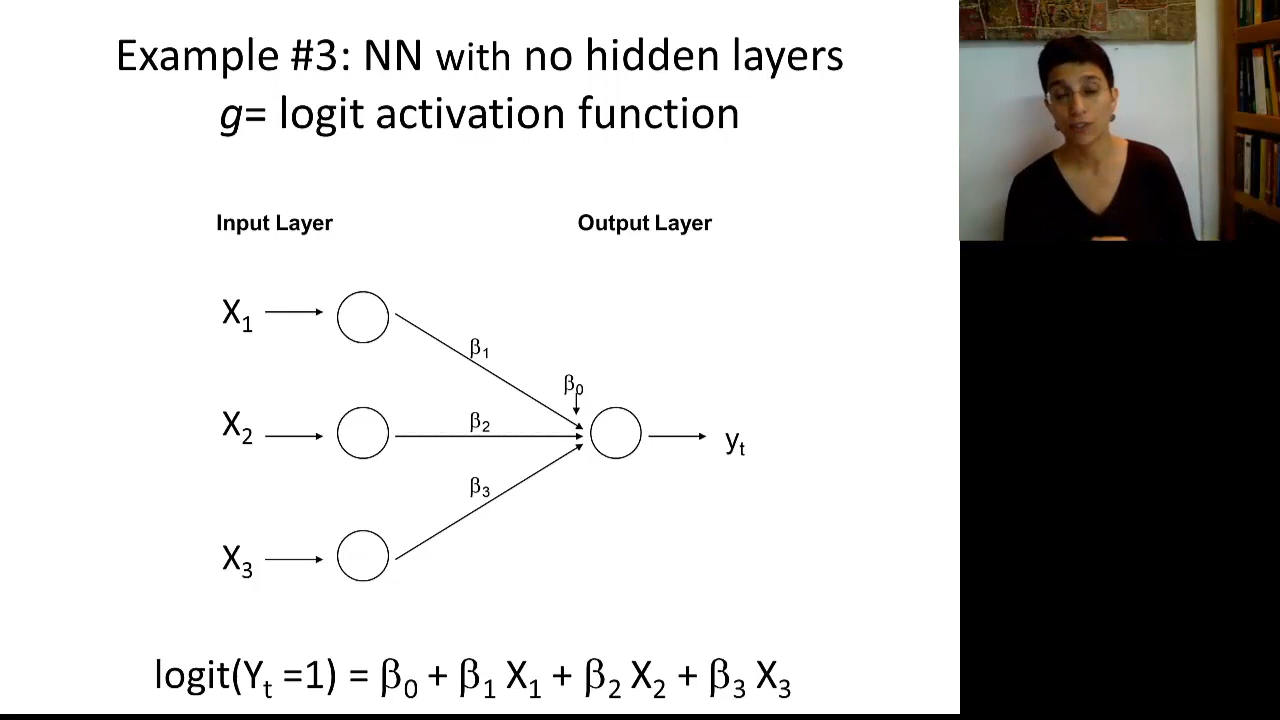 Example #3: NN with no hidden layers
g= logit activation function
Input Layer
Output Layer
X₁
β₁
β₀
X₂
β₂
yₜ
β₃
X₃
logit(Yₜ =1) = β₀ + β₁ X₁ + β₂ X₂ + β₃ X₃